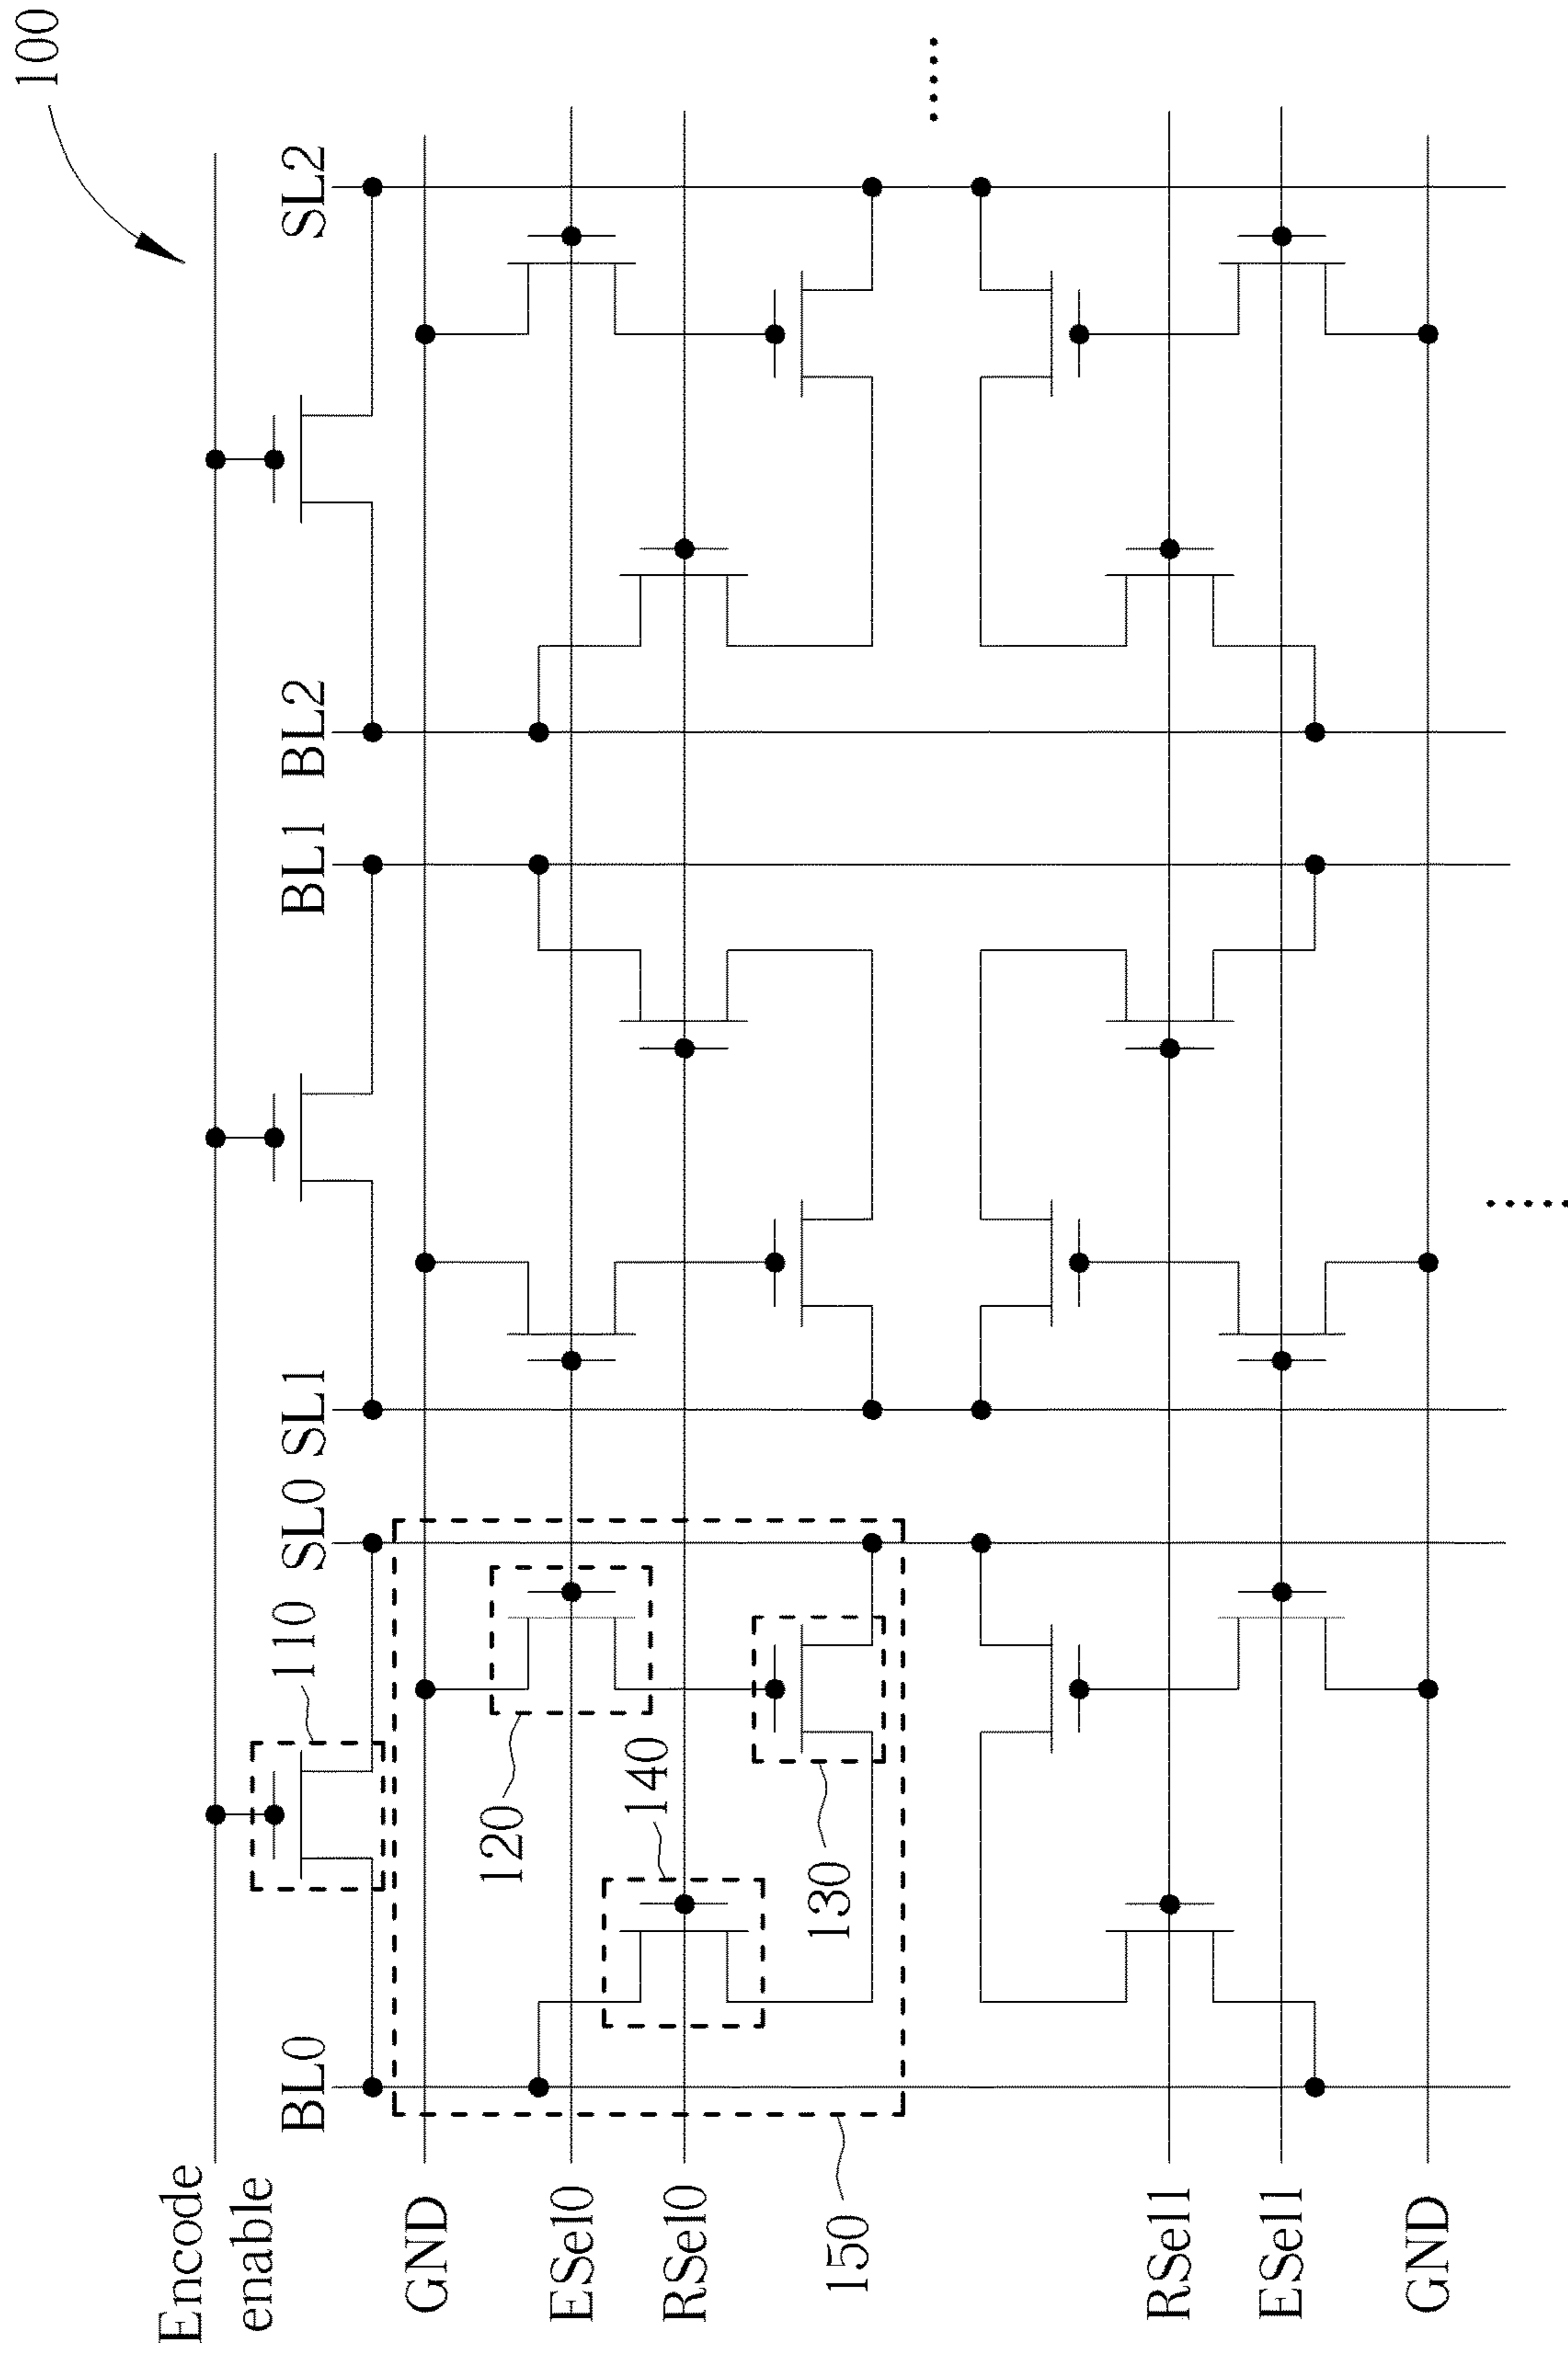 100
Encode
enable
BL0
SL0
SL1
BL1
BL2
SL2
110
GND
ESel0
120
RSel0
140
130
150
RSel1
ESel1
GND